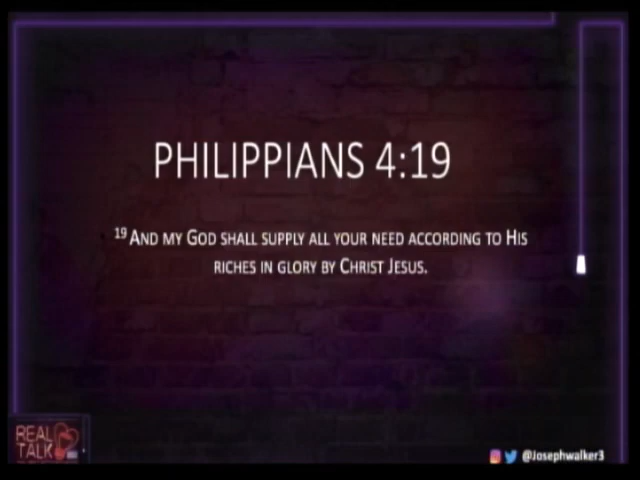 PHILIPPIANS 4:19
19 AND MY GOD SHALL SUPPLY ALL YOUR NEED ACCORDING TO HIS
RICHES IN GLORY BY CHRIST JESUS.
REAL
TALK
@Josephwalker3